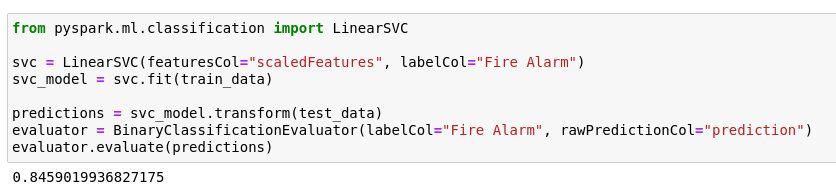 from pyspark.ml.classification import LinearSVC
svc = LinearSVC(featuresCol="scaledFeatures", labelCol="Fire Alarm")
svc_model = svc.fit(train_data)
predictions = svc_model.transform(test_data)
evaluator = BinaryClassificationEvaluator(labelCol="Fire Alarm", rawPredictionCol="prediction")
evaluator.evaluate(predictions)
0.8459019936827175